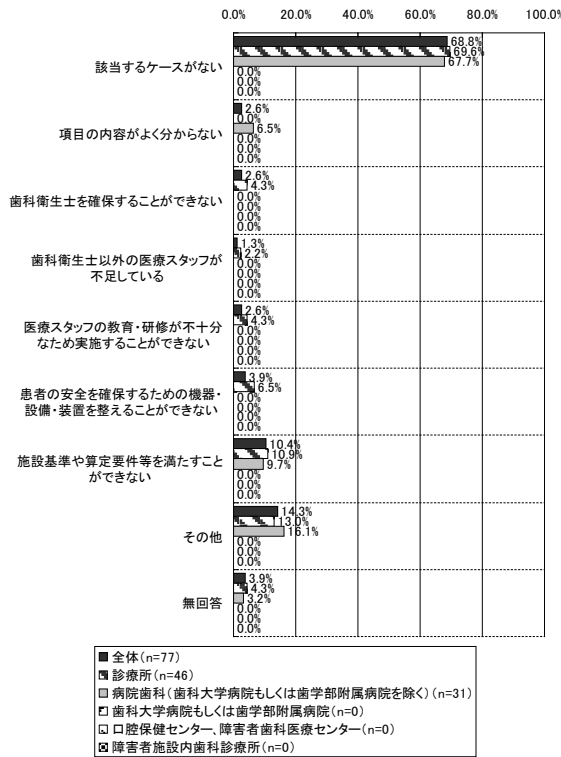 0.0% 20.0% 40.0% 60.0% 80.0% 100.0%
該当するケースがない
68.8%
69.6%
67.7%
0.0%
0.0%
0.0%
項目の内容がよく分からない
2.6%
0.0%
6.5%
0.0%
0.0%
0.0%
歯科衛生士を確保することができない
2.6%
4.3%
0.0%
0.0%
0.0%
0.0%
歯科衛生士以外の医療スタッフが
不足している
1.3%
2.2%
0.0%
0.0%
0.0%
0.0%
医療スタッフの教育・研修が不十分
なため実施することができない
2.6%
4.3%
0.0%
0.0%
0.0%
0.0%
患者の安全を確保するための機器・
設備・装置を整えることができない
3.9%
6.5%
0.0%
0.0%
0.0%
0.0%
施設基準や算定要件等を満たすこと
ができない
10.4%
10.9%
9.7%
0.0%
0.0%
0.0%
その他
14.3%
13.0%
16.1%
0.0%
0.0%
0.0%
無回答
3.9%
4.3%
3.2%
0.0%
0.0%
0.0%
全体(n=77)
診療所(n=46)
病院歯科(歯科大学病院もしくは歯学部附属病院を除く)(n=31)
歯科大学病院もしくは歯学部附属病院(n=0)
口腔保健センター、障害者歯科医療センター(n=0)
障害者施設内歯科診療所(n=0)